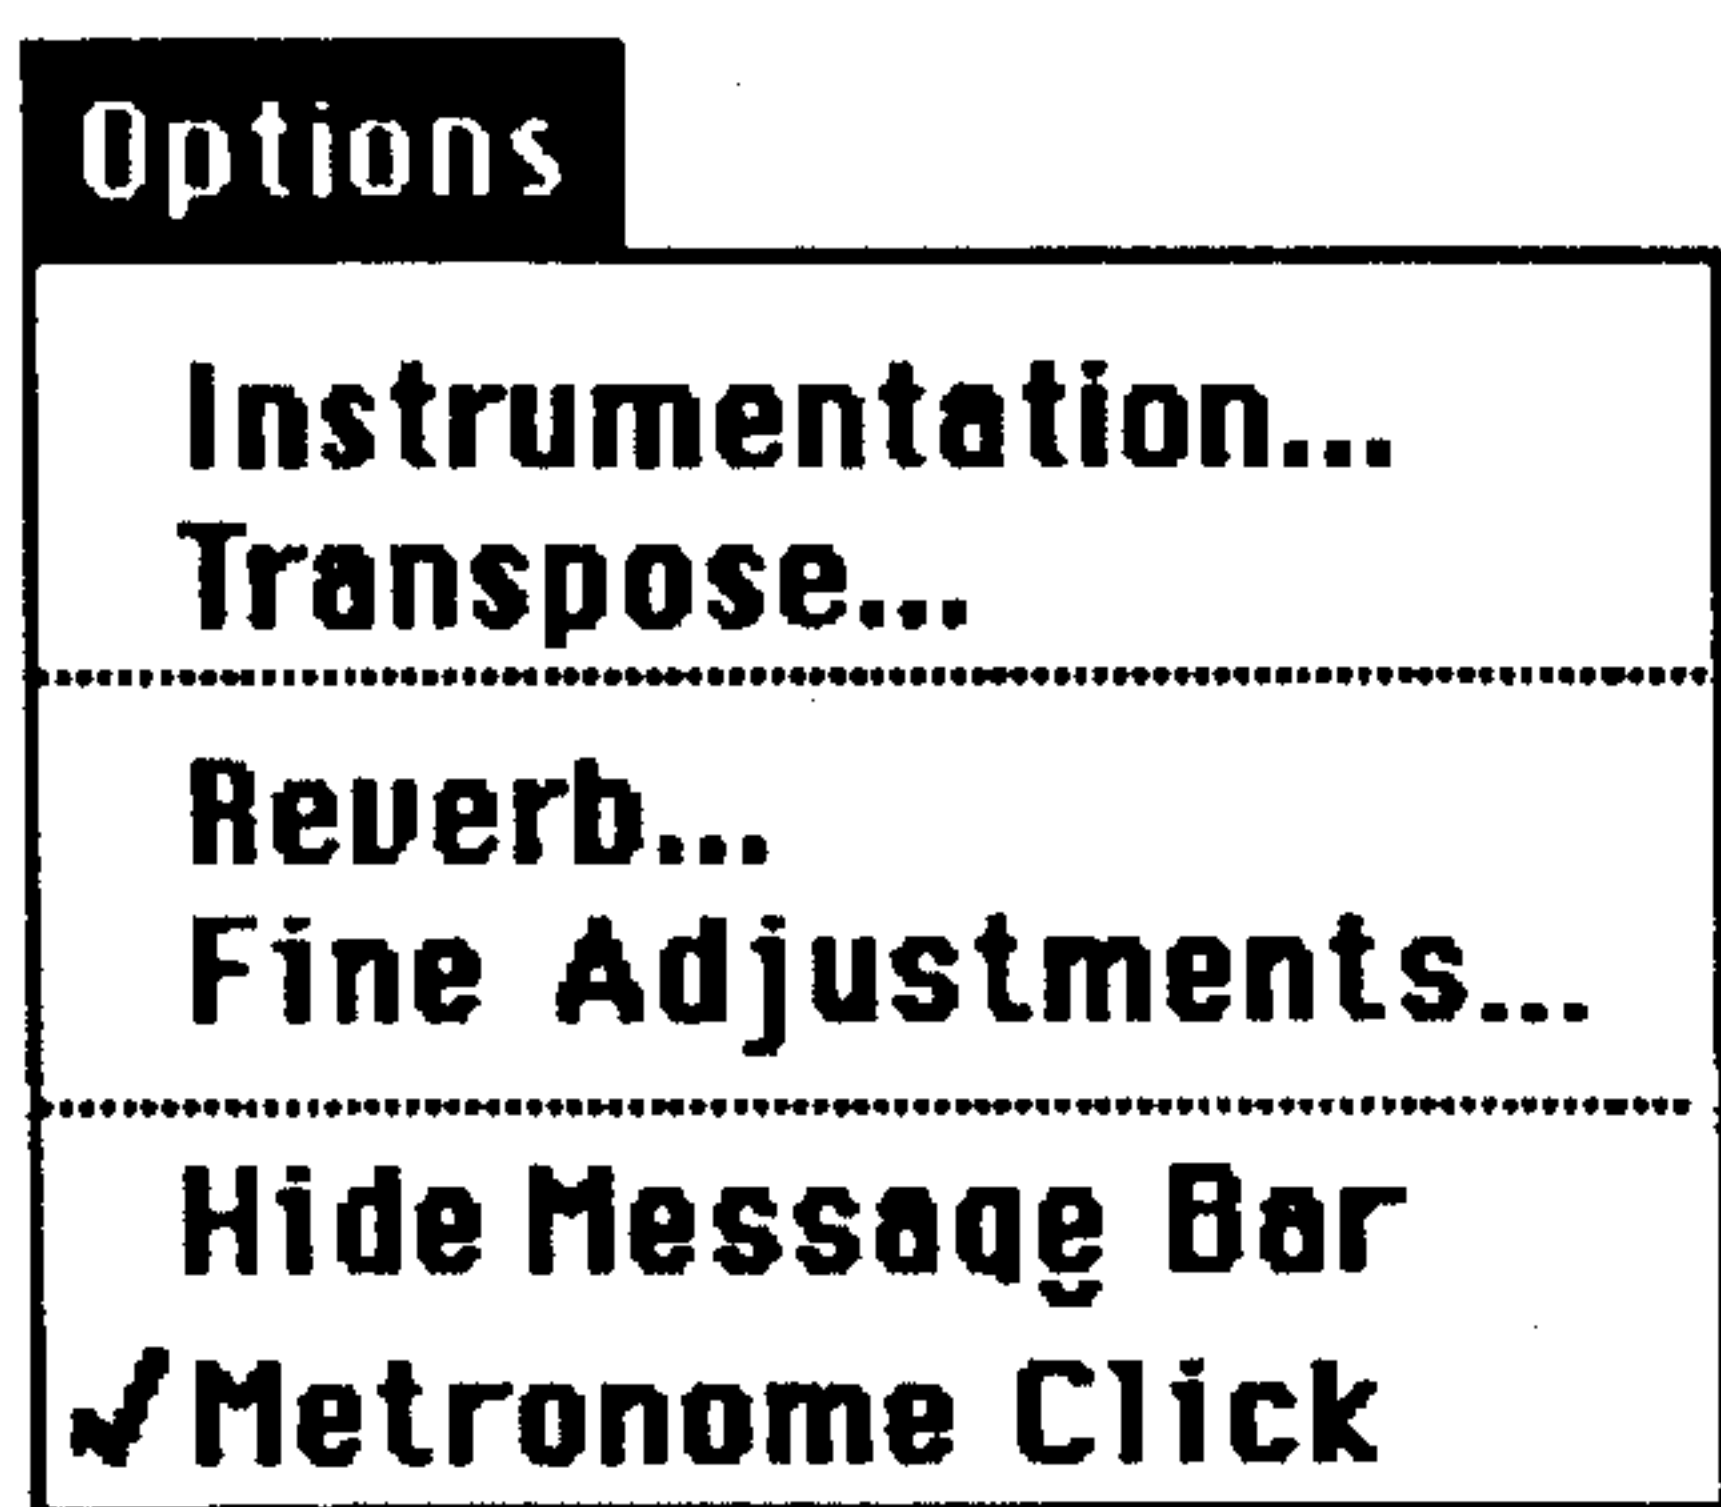 Options
Instrumentation...
Transpose...
Reverb...
Fine Adjustments...
Hide Message Bar
✓Metronome Click